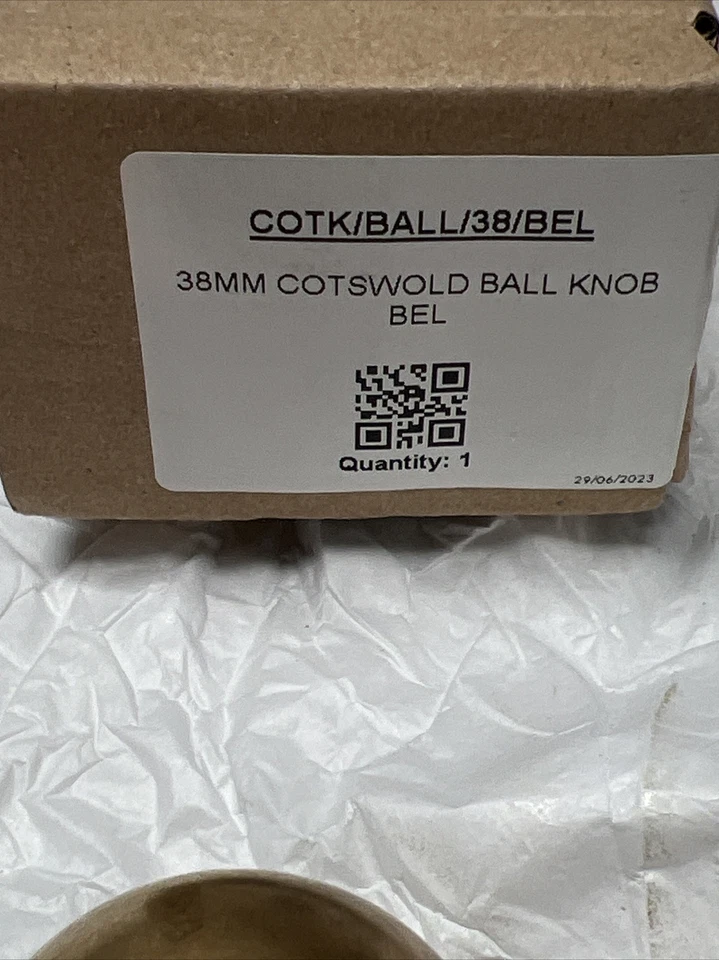 COTK/BALL/38/BEL
38MM COTSWOLD BALL KNOB
BEL
Quantity: 1
29/06/2023